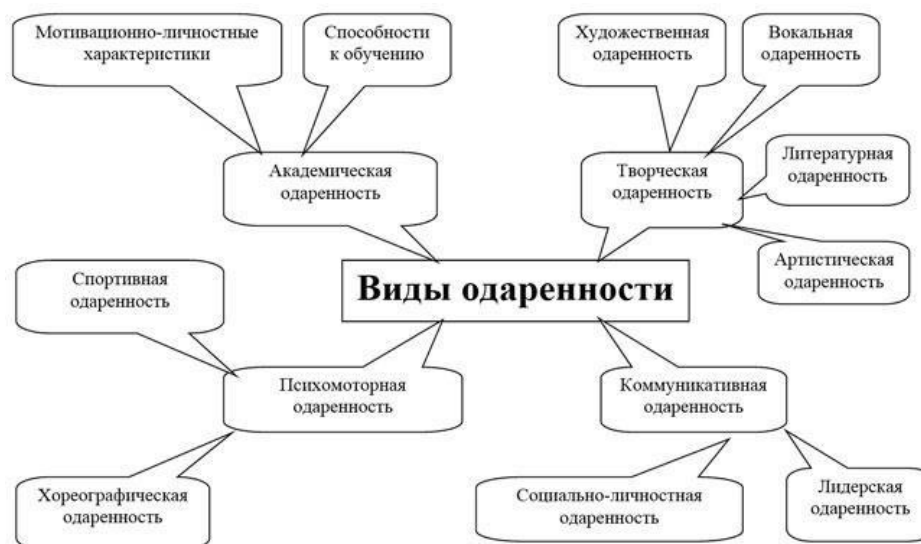 Мотивационно-личностные
характеристики
Способности
к обучению
Художественная
одаренность
Вокальная
одаренность
Академическая
одаренность
Творческая
одаренность
Литературная
одаренность
Артистическая
одаренность
Виды одаренности
Спортивная
одаренность
Психомоторная
одаренность
Коммуникативная
одаренность
Хореографическая
одаренность
Социально-личностная
одаренность
Лидерская
одаренность